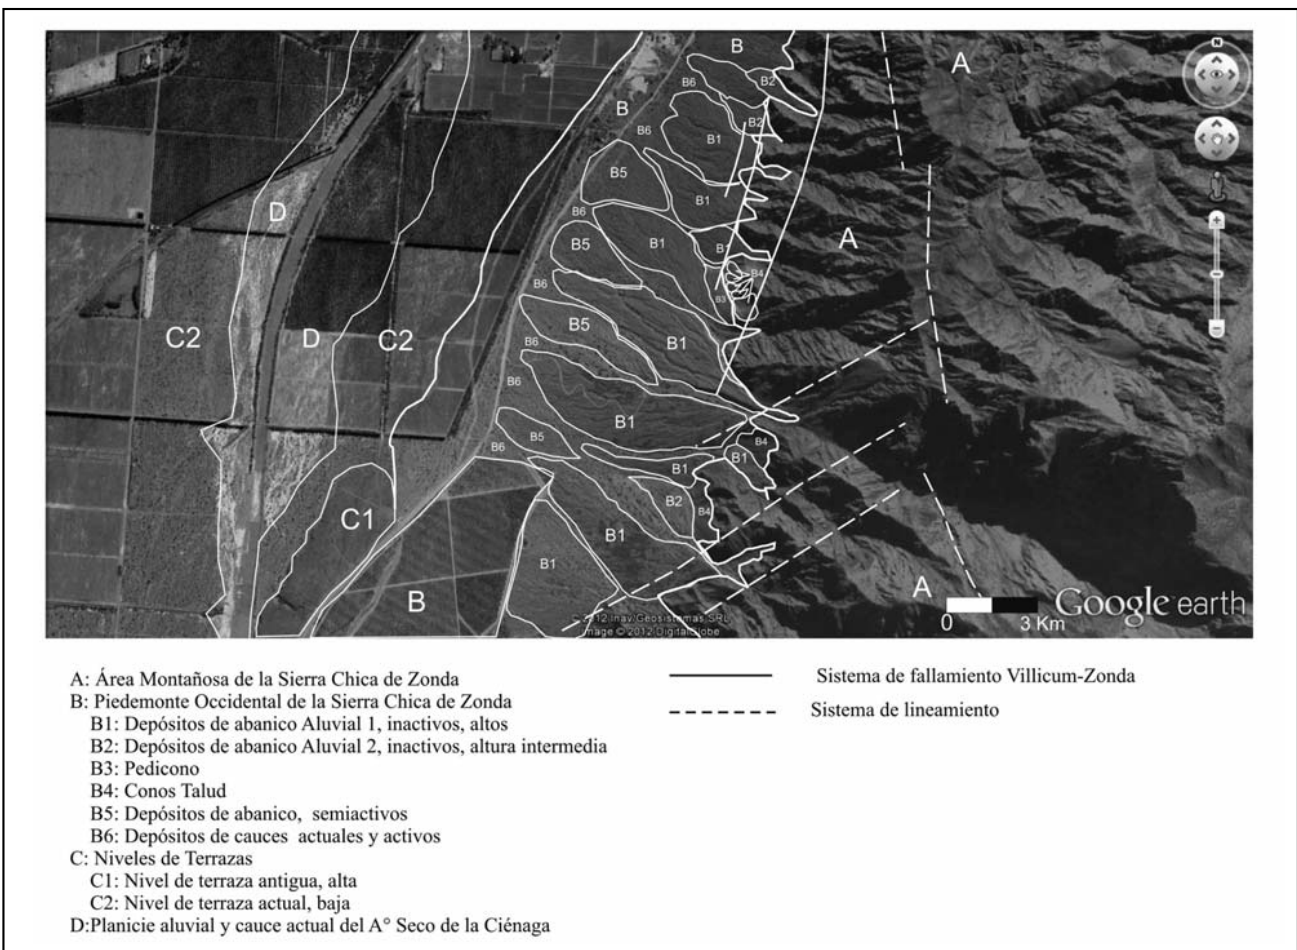 B
A
N
B6
B2
B
B2
B1
B6
B5
B1
D
B6
A
B5
B1
B1
B4
B6
B3
C2
D
C2
B5
B1
B6
B6
B1
B5
B4
B6
B1
B1
B2
C1
B4
B1
B1
B
A
Google earth
© 2012 Inav/Geosistemas SRL
Image © 2012 DigitalGlobe
0 3 Km
A: Área Montañosa de la Sierra Chica de Zonda
B: Piedemonte Occidental de la Sierra Chica de Zonda
B1: Depósitos de abanico Aluvial 1, inactivos, altos
B2: Depósitos de abanico Aluvial 2, inactivos, altura intermedia
B3: Pedicono
B4: Conos Talud
B5: Depósitos de abanico, semiactivos
B6: Depósitos de cauces actuales y activos
C: Niveles de Terrazas
C1: Nivel de terraza antigua, alta
C2: Nivel de terraza actual, baja
D:Planicie aluvial y cauce actual del A° Seco de la Ciénaga
Sistema de fallamiento Villicum-Zonda
Sistema de lineamiento